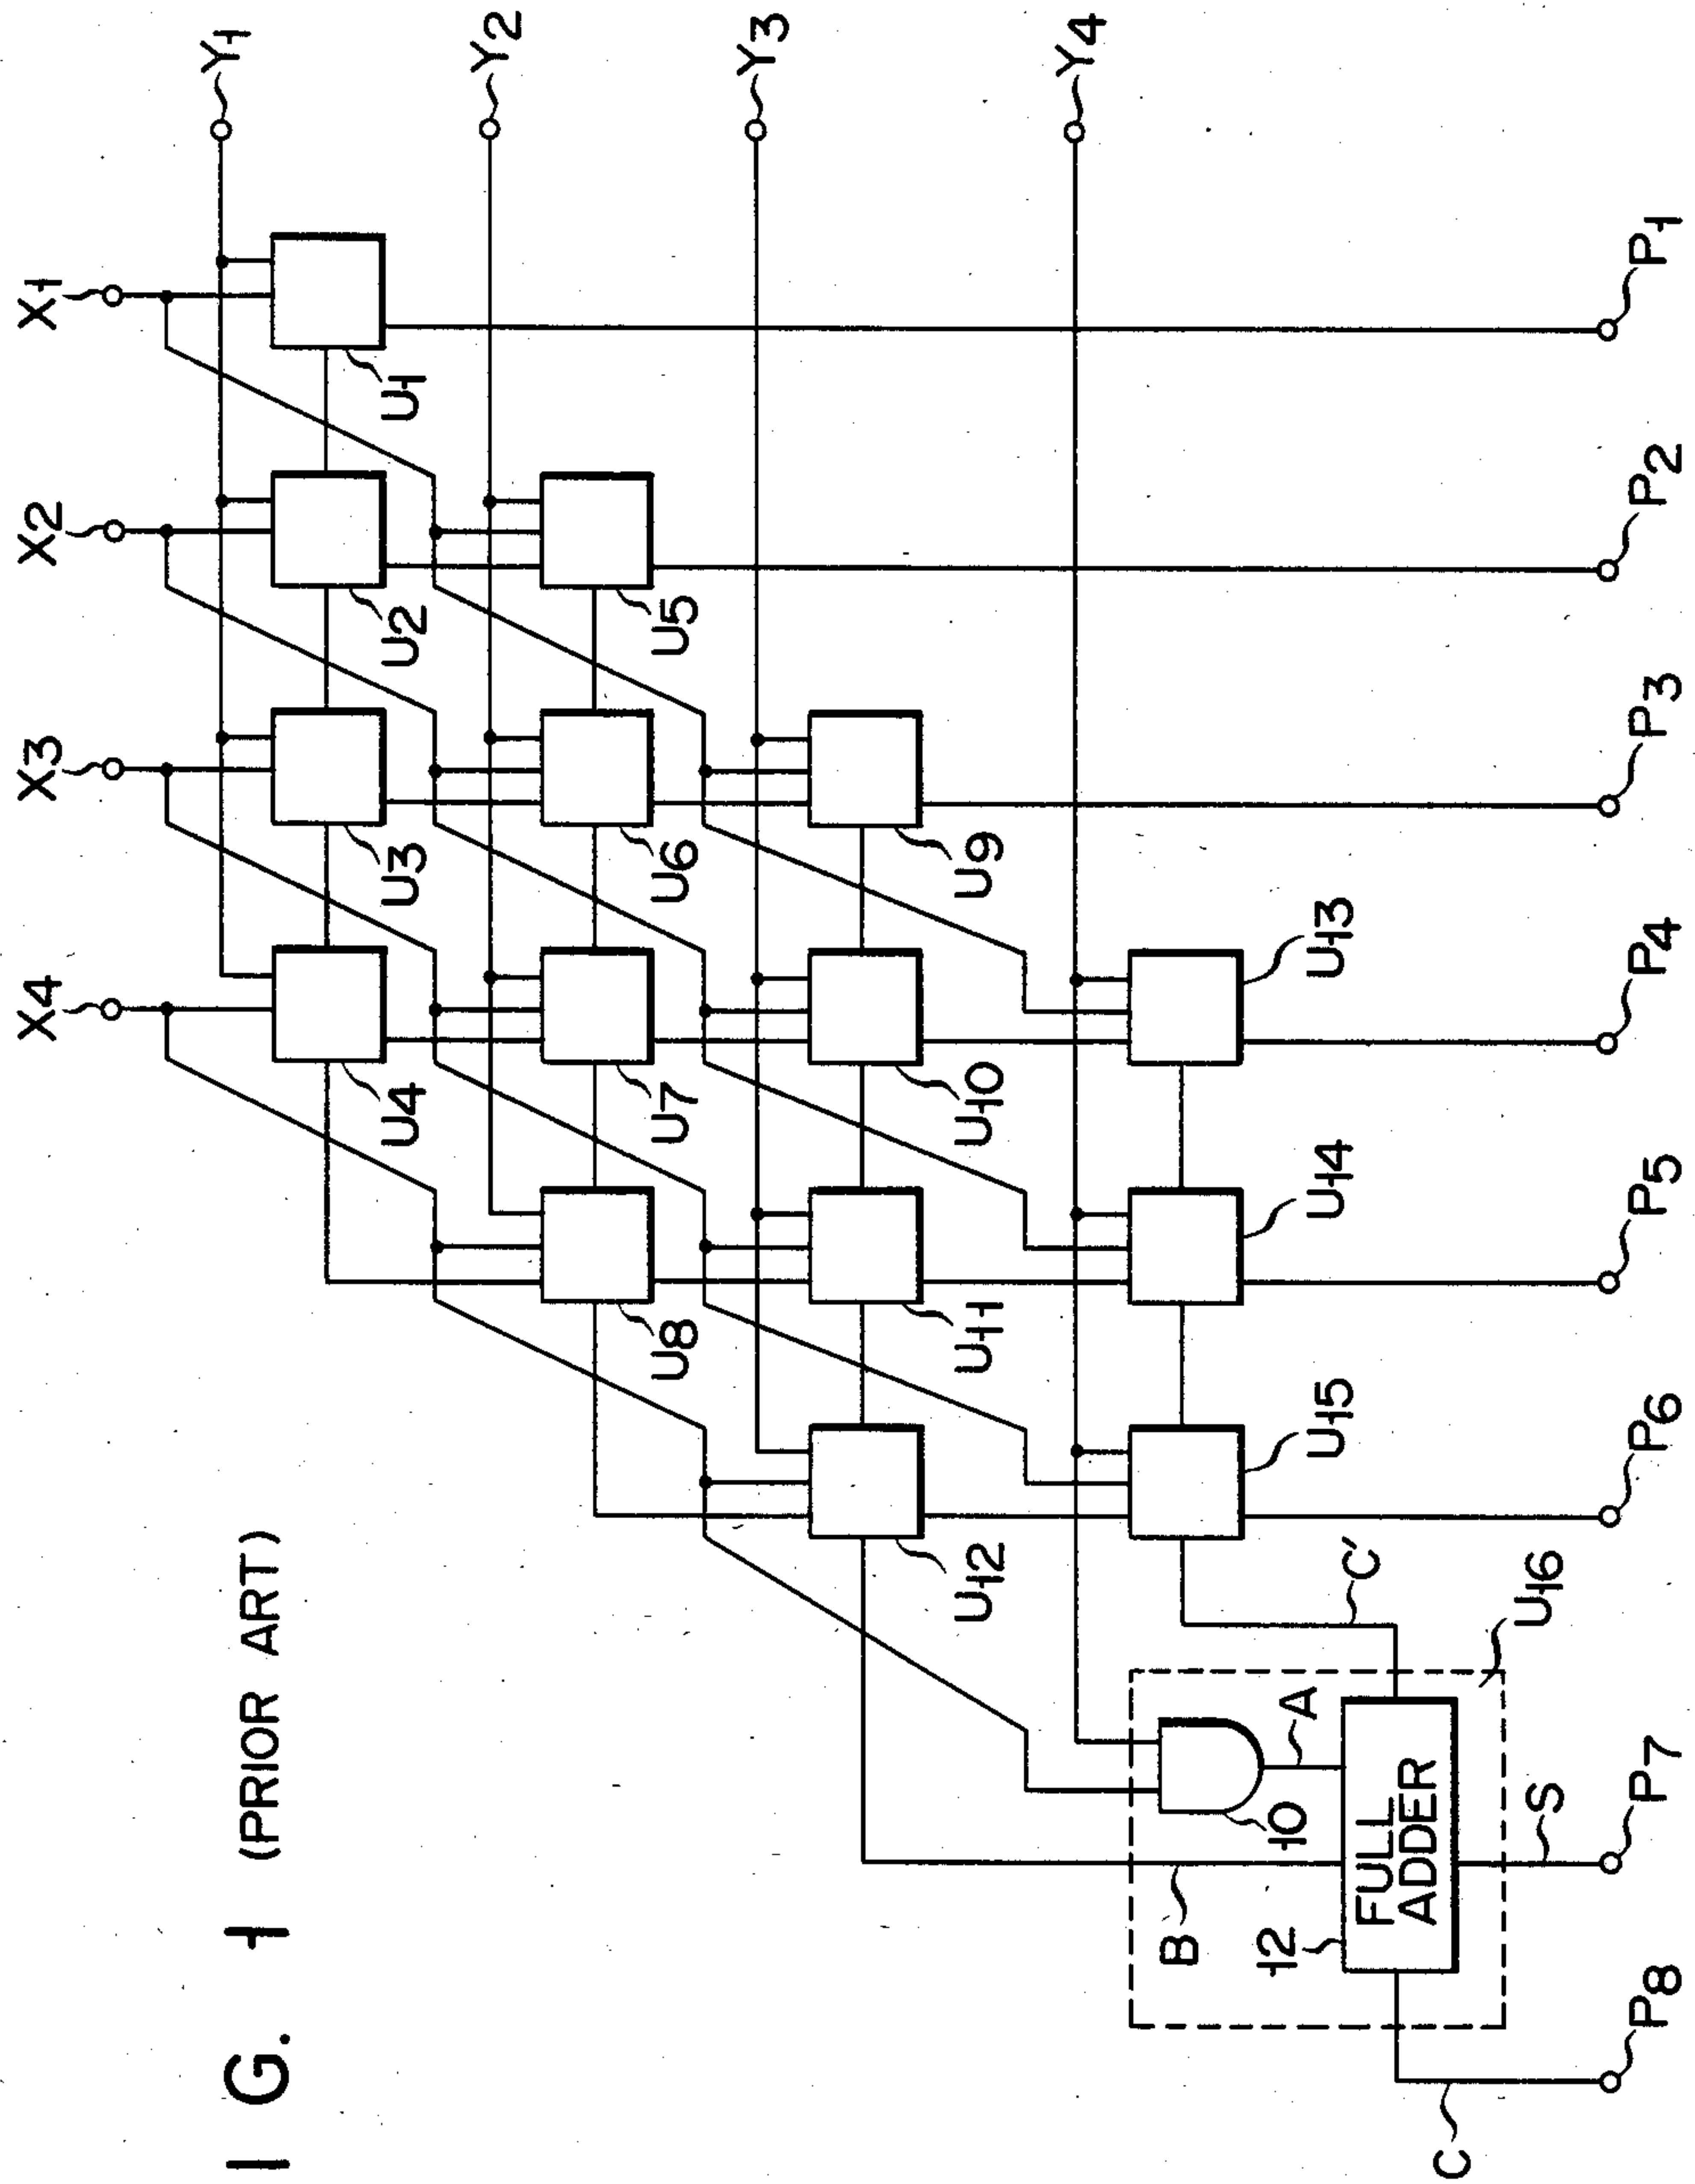 I G. 1 (PRIOR ART)
X4
X3
X2
X1
Y1
U4
U3
U2
U1
Y2
U8
U7
U6
U5
Y3
U12
U11
U10
U9
Y4
B
10
A
C'
U15
U14
U13
12
FULL
ADDER
U16
C
S
P8
P7
P6
P5
P4
P3
P2
P1